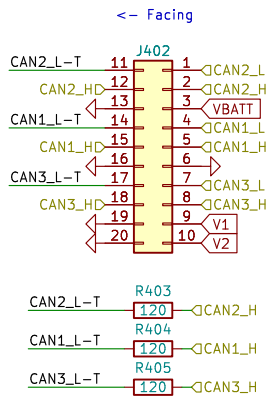 <- Facing
J402
CAN2_L-T 11 1 CAN2_L
CAN2_H 12 2 CAN2_H
13 3 VBATT
CAN1_L-T 14 4 CAN1_L
CAN1_H 15 5 CAN1_H
16 6
CAN3_L-T 17 7 CAN3_L
CAN3_H 18 8 CAN3_H
19 9 V1
20 10 V2
R403
CAN2_L-T 120 CAN2_H
R404
CAN1_L-T 120 CAN1_H
R405
CAN3_L-T 120 CAN3_H